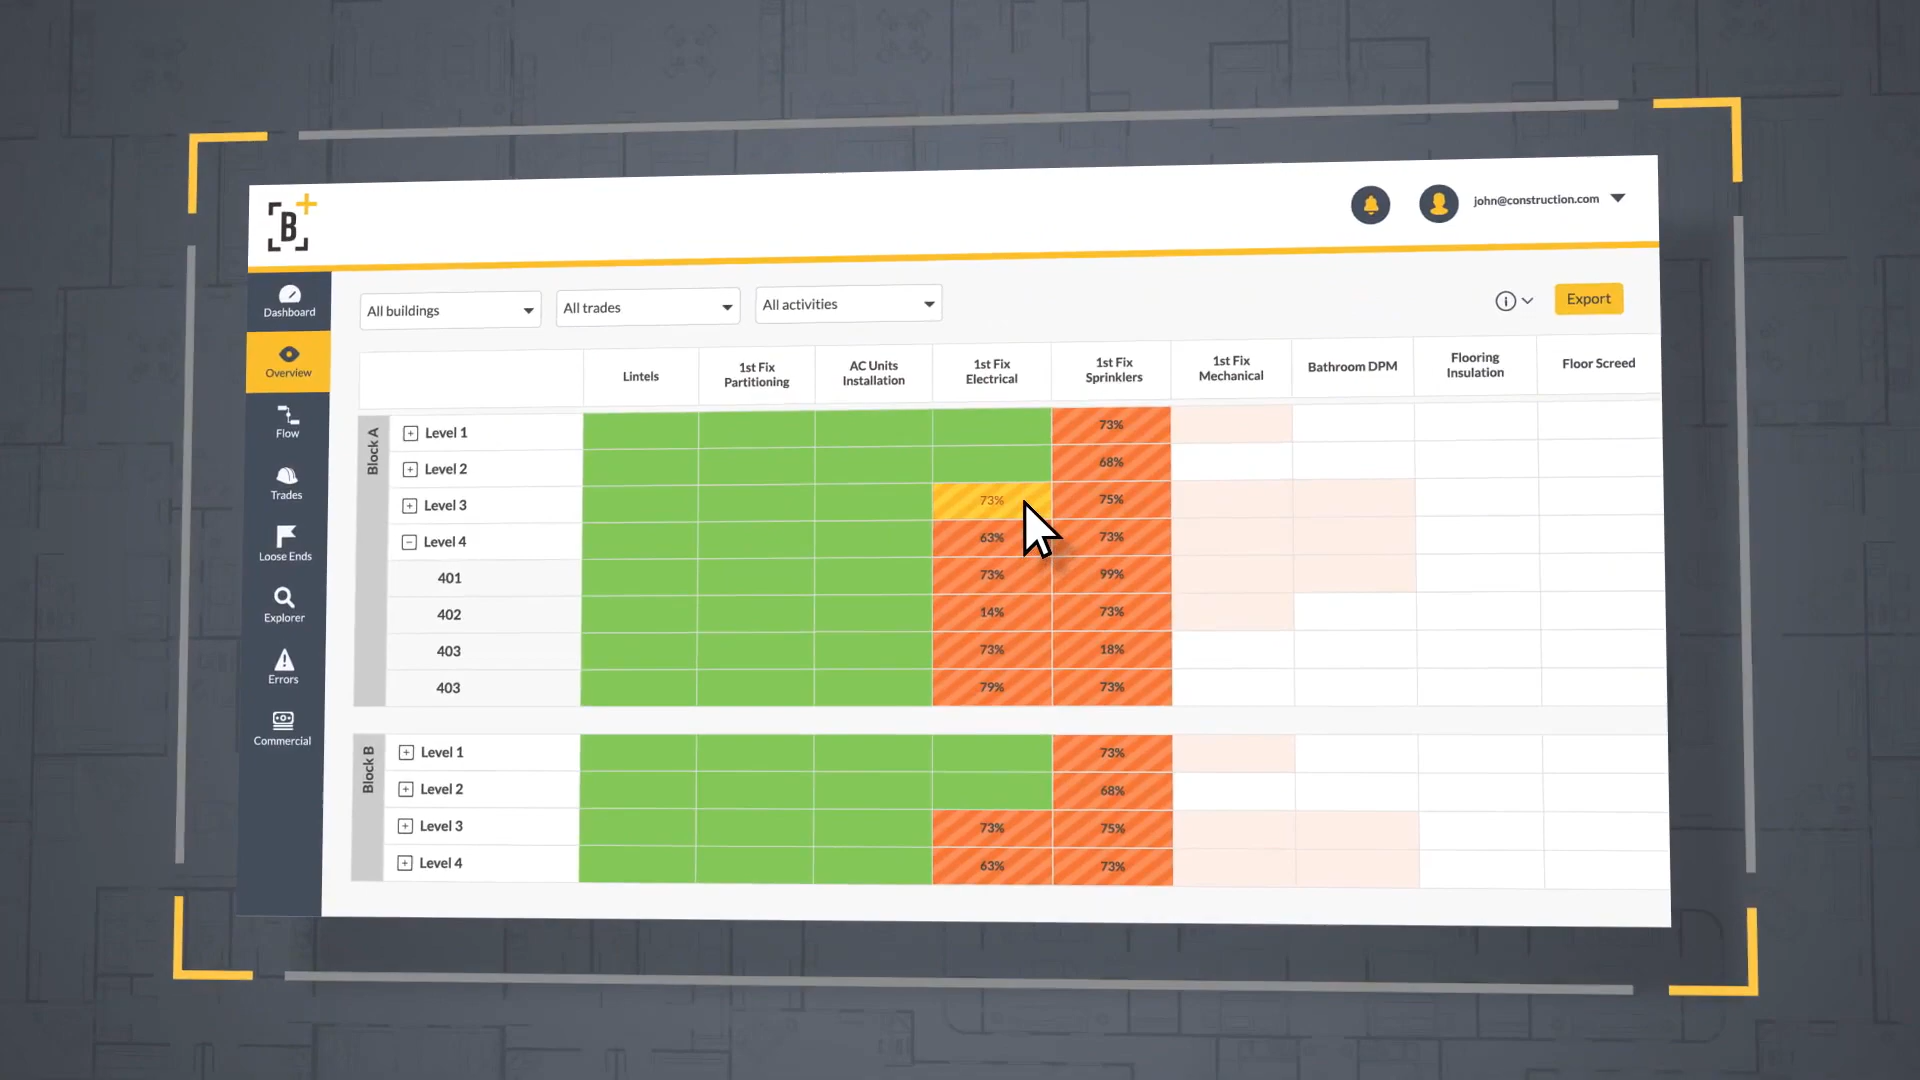 B+
john@construction.com
Dashboard
Overview
Flow
Trades
Loose Ends
Explorer
Errors
Commercial
All buildings
All trades
All activities
i
Export
Lintels
1st Fix
Partitioning
AC Units
Installation
1st Fix
Electrical
1st Fix
Sprinklers
1st Fix
Mechanical
Bathroom DPM
Flooring
Insulation
Floor Screed
Block A
Level 1 73%
Level 2 68%
Level 3 73% 75%
Level 4 63% 73%
401 73% 99%
402 14% 73%
403 73% 18%
403 79% 73%
Block B
Level 1 73%
Level 2 68%
Level 3 73% 75%
Level 4 63% 73%